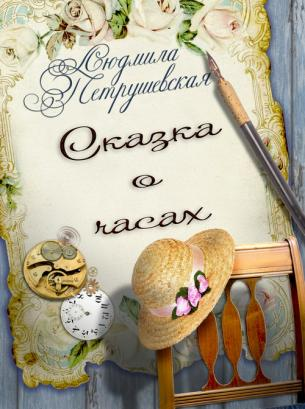 Людмила
Петрушевская
Сказка
о
часах